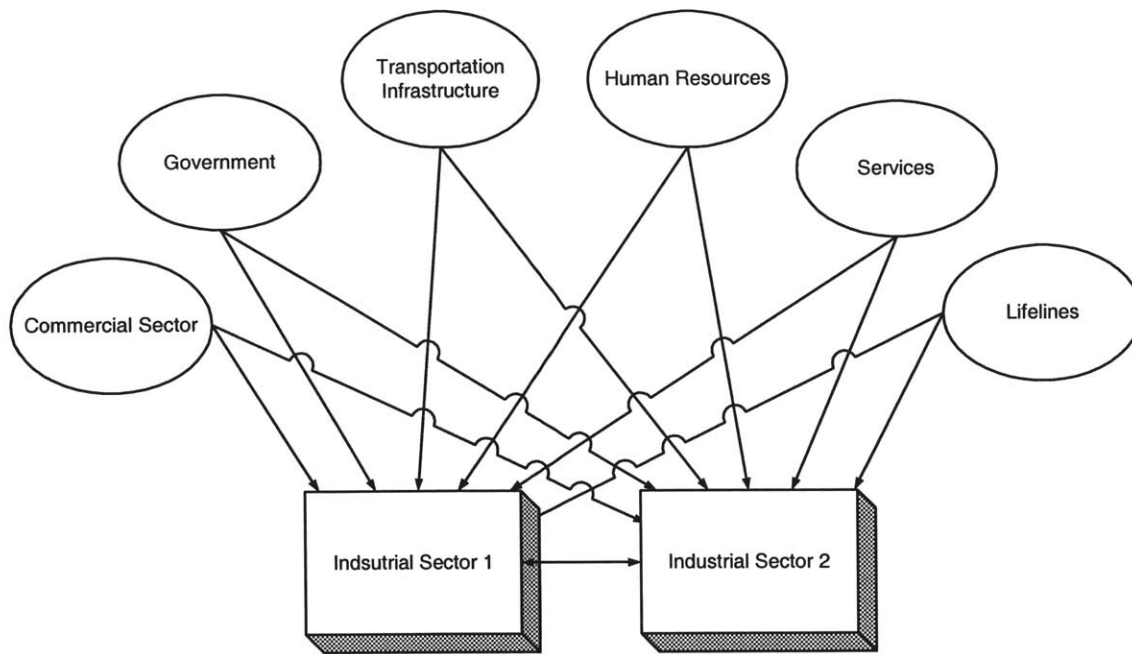 Transportation
Infrastructure
Human Resources
Government
Services
Commercial Sector
Lifelines
Indsutrial Sector 1
Industrial Sector 2